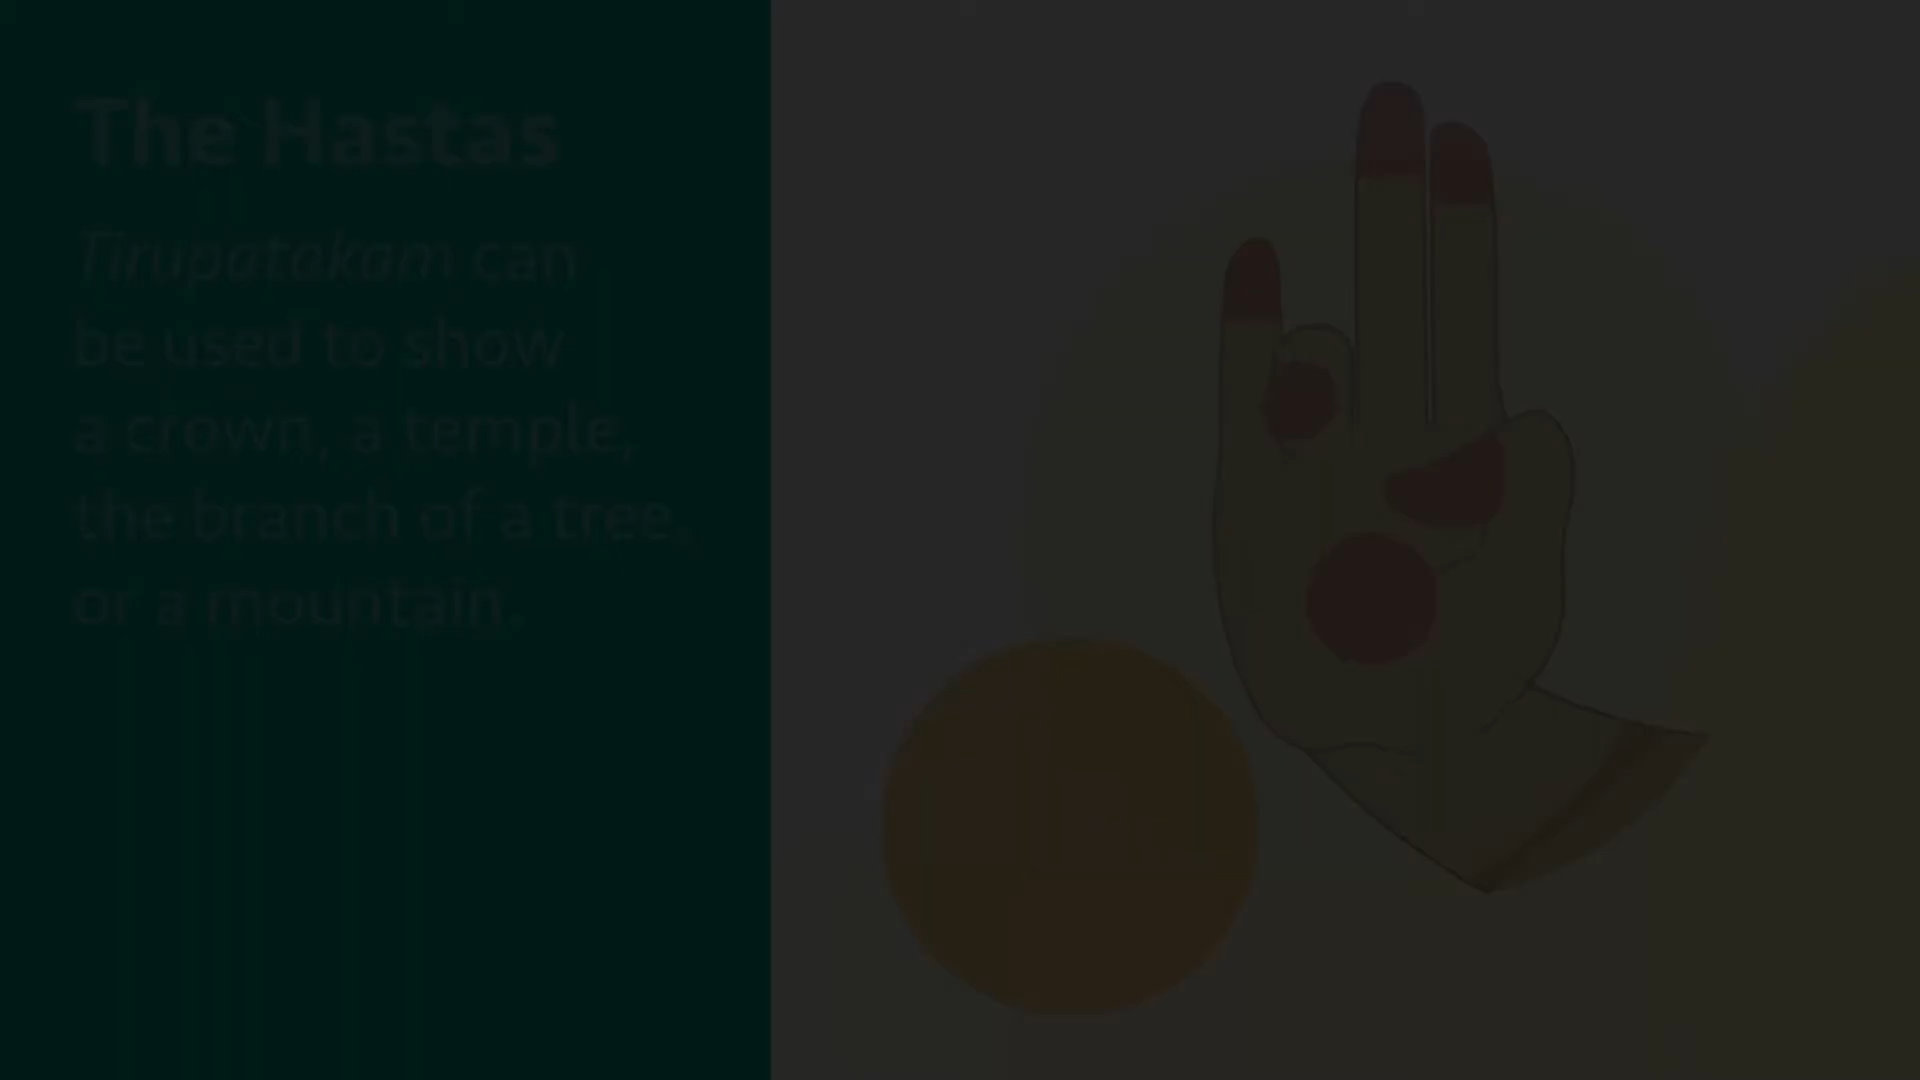 The Hastas
Tirupatakam can
be used to show
a crown, a temple,
the branch of a tree,
or a mountain.